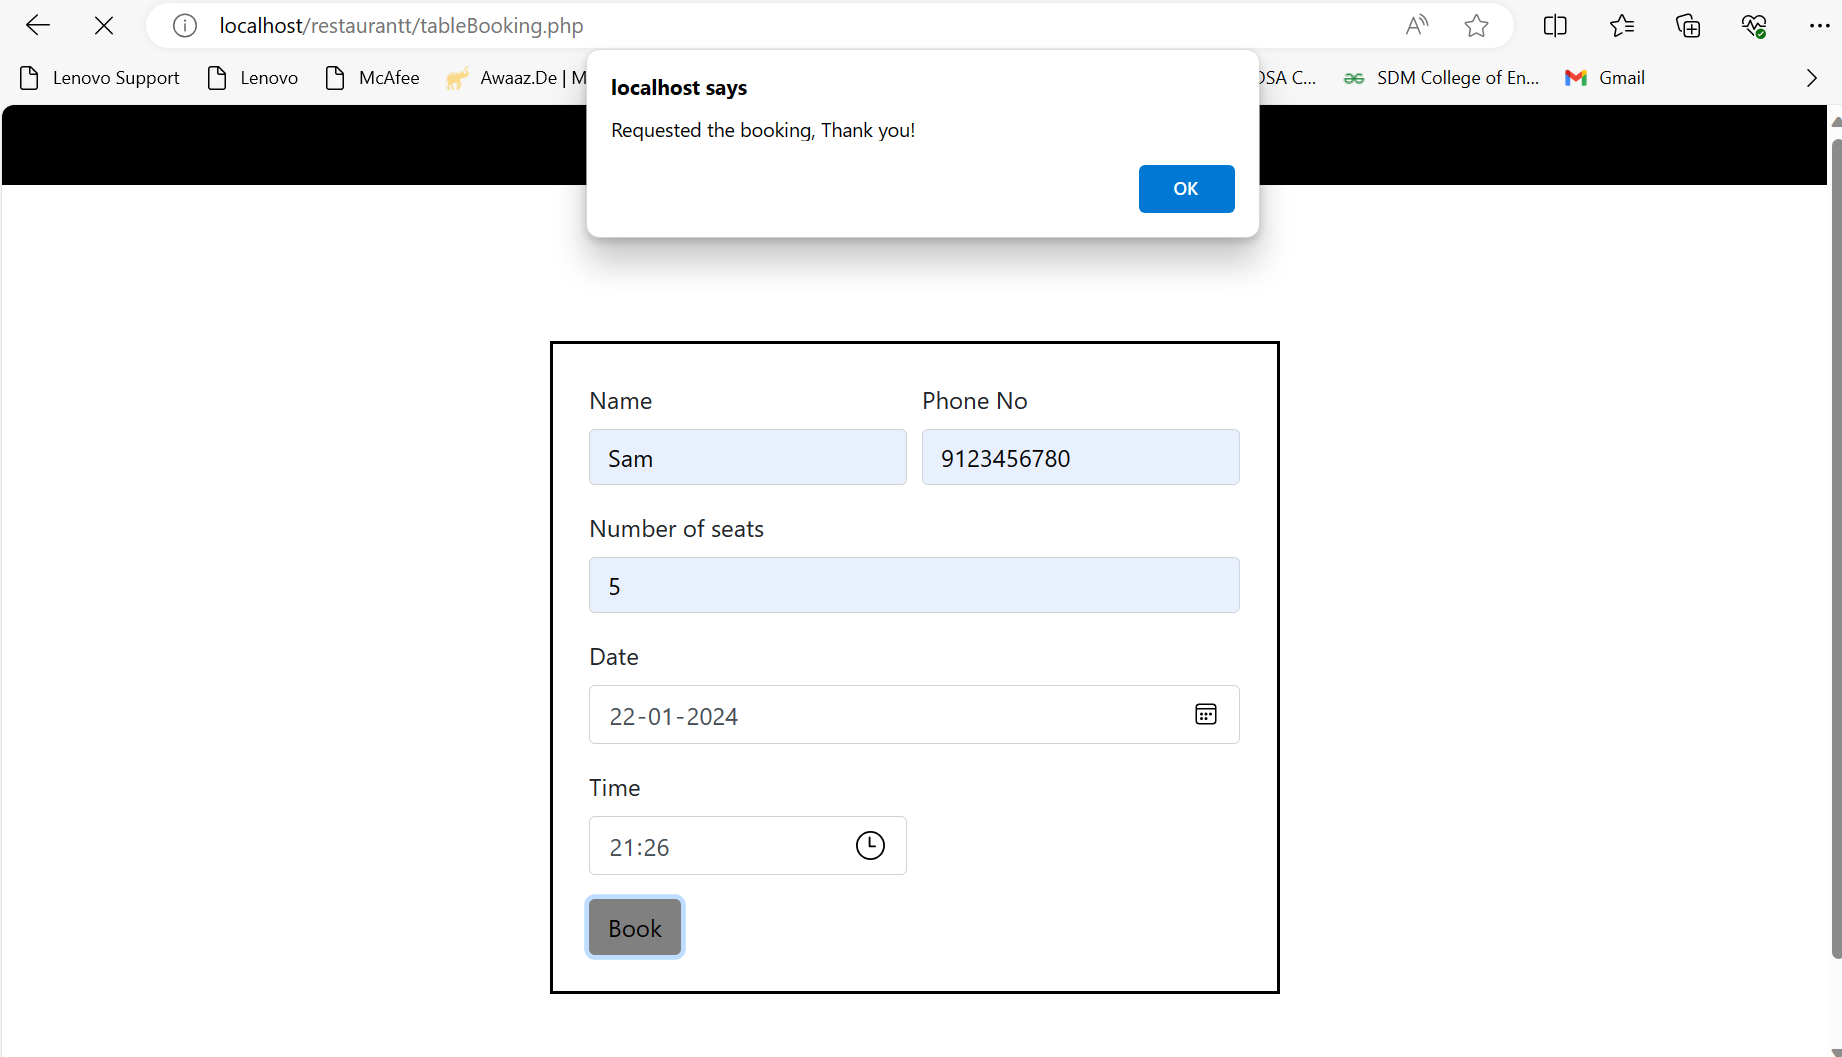 localhost/restaurantt/tableBooking.php
Lenovo Support Lenovo McAfee Awaaz.De | M DSA C... SDM College of En... Gmail
localhost says
Requested the booking, Thank you!
OK
Name Phone No
Sam 9123456780
Number of seats
5
Date
22-01-2024
Time
21:26
Book